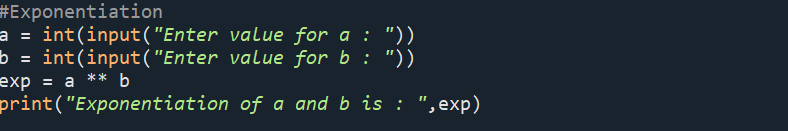 #Exponentiation
a = int(input("Enter value for a : "))
b = int(input("Enter value for b : "))
exp = a ** b
print("Exponentiation of a and b is : ",exp)